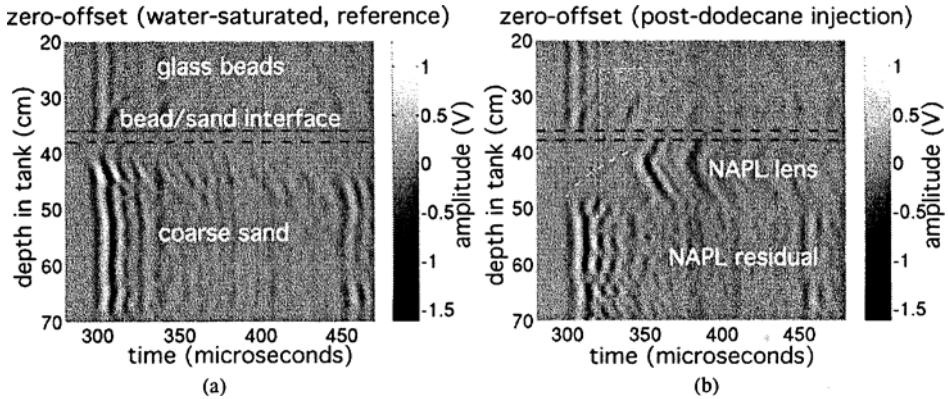 zero-offset (water-saturated, reference)
20
30
40
50
60
70
depth in tank (cm)
glass beads
bead/sand interface
coarse sand
300
350
400
450
time (microseconds)
1
0.5
0
-0.5
-1
-1.5
amplitude (V)
(a)
zero-offset (post-dodecane injection)
20
30
40
50
60
70
depth in tank (cm)
NAPL lens
NAPL residual
300
350
400
450
time (microseconds)
1
0.5
0
-0.5
-1
-1.5
amplitude (V)
(b)